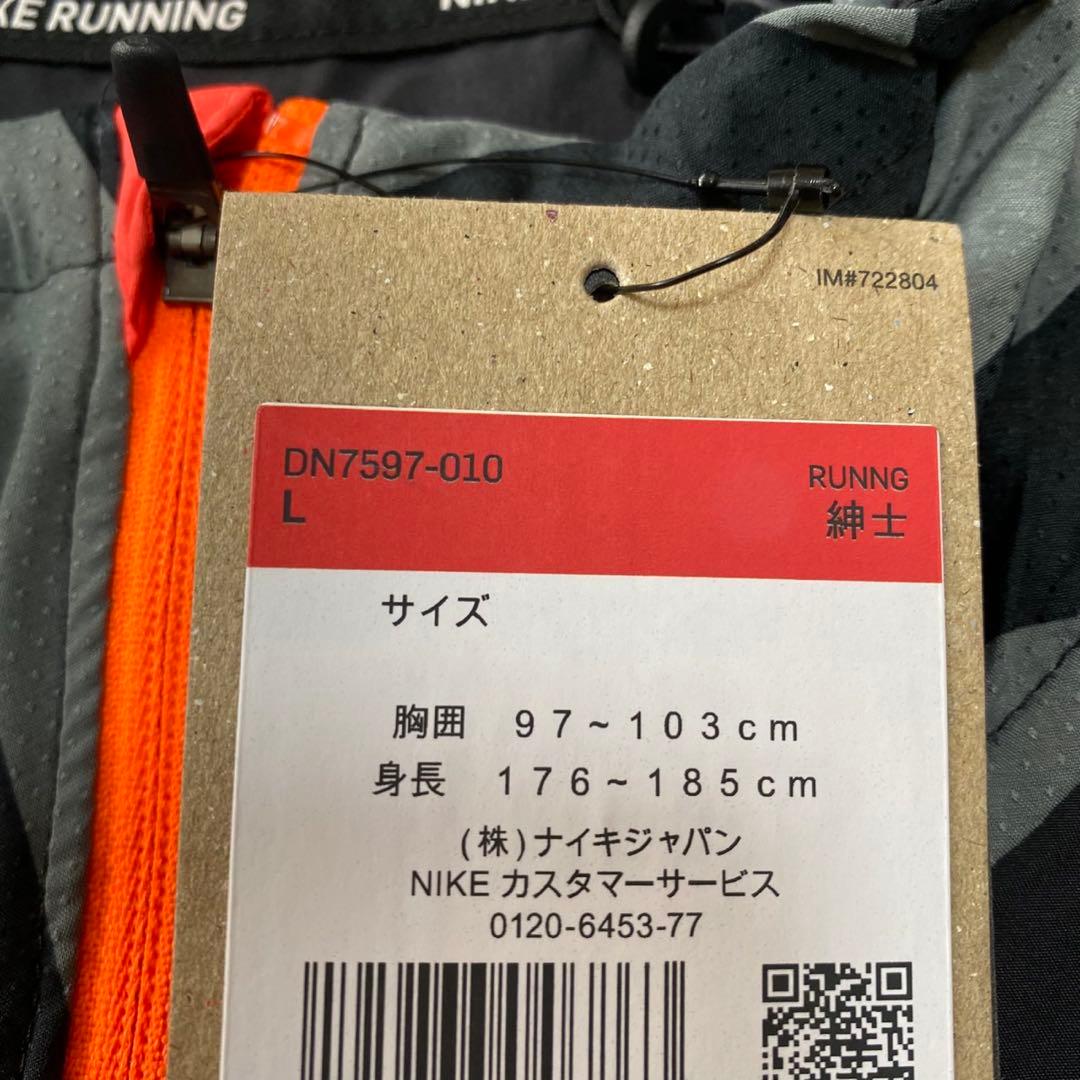 KE RUNNING
NIKE
IM#722804
DN7597-010
RUNNG
L
紳士
サイズ
胸囲 97~103cm
身長 176~185cm
(株)ナイキジャパン
NIKE カスタマーサービス
0120-6453-77